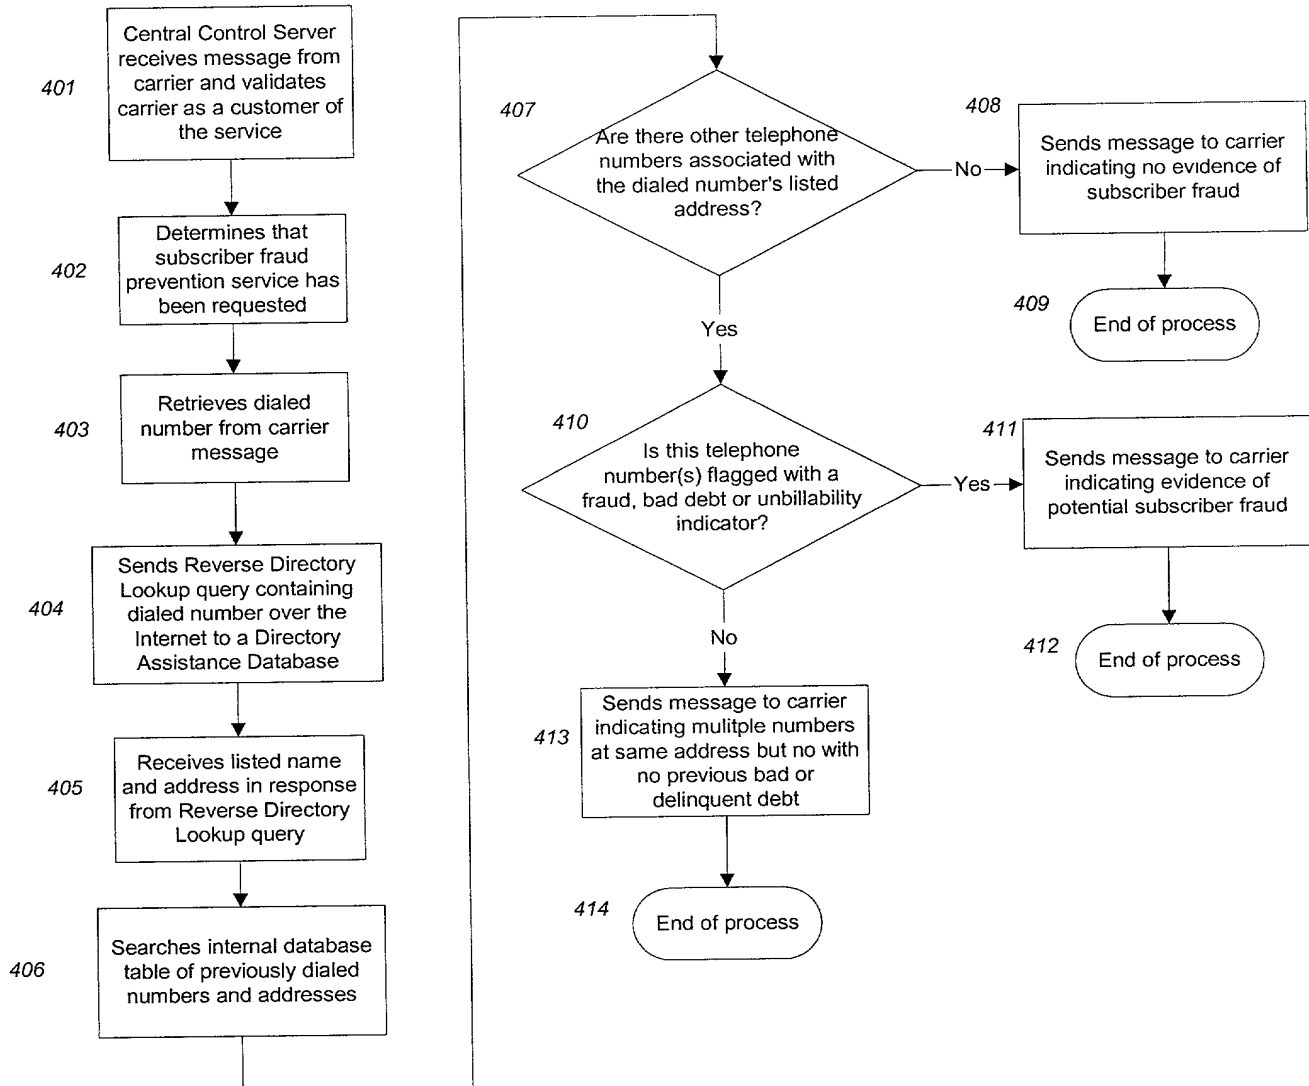 401
Central Control Server
receives message from
carrier and validates
carrier as a customer of
the service
402
Determines that
subscriber fraud
prevention service has
been requested
403
Retrieves dialed
number from carrier
message
404
Sends Reverse Directory
Lookup query containing
dialed number over the
Internet to a Directory
Assistance Database
405
Receives listed name
and address in response
from Reverse Directory
Lookup query
406
Searches internal database
table of previously dialed
numbers and addresses
407
Are there other telephone
numbers associated with
the dialed number's listed
address?
No
408
Sends message to carrier
indicating no evidence of
subscriber fraud
409
End of process
Yes
410
Is this telephone
number(s) flagged with a
fraud, bad debt or unbillability
indicator?
Yes
411
Sends message to carrier
indicating evidence of
potential subscriber fraud
412
End of process
No
413
Sends message to carrier
indicating mulitple numbers
at same address but no with
no previous bad or
delinquent debt
414
End of process